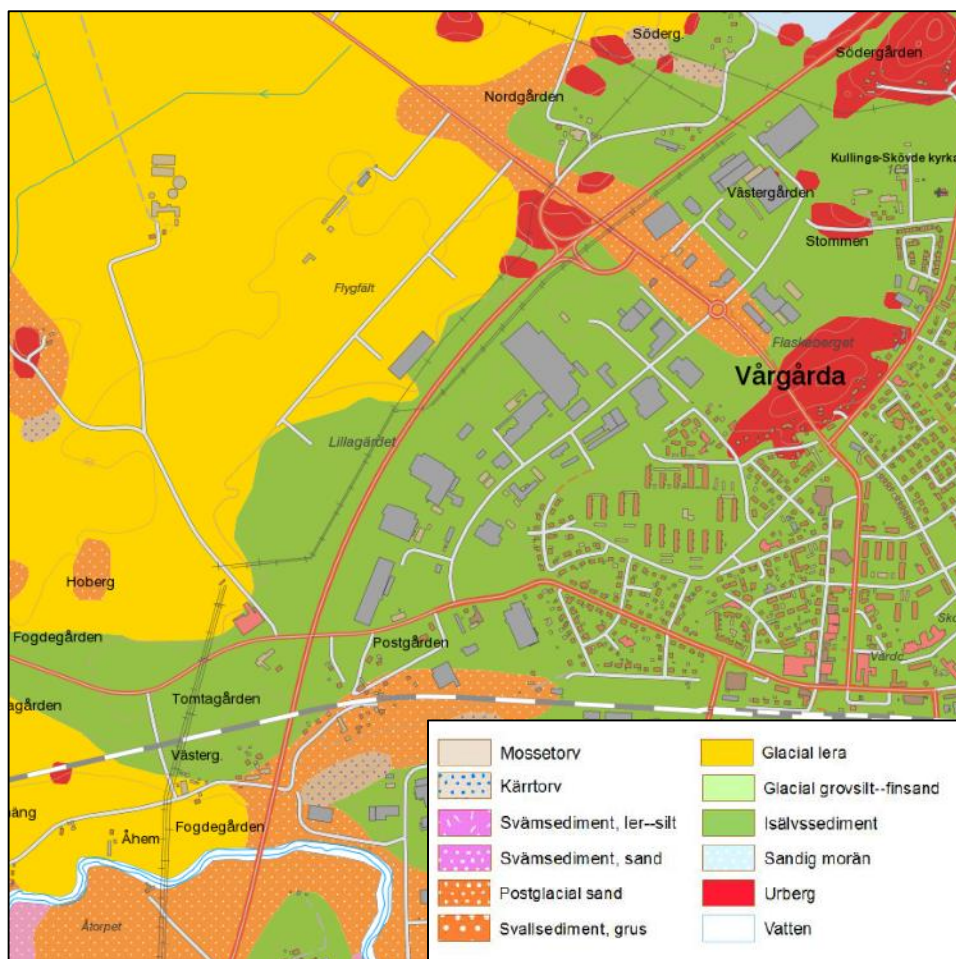 Söderg.
Södergården
Nordgården
Kullings-Skövde kyrka
Västergården
Stommen
Flygfält
Flaskeberget
Vårgårda
Lillagärdet
Hoberg
Fogdegården
Postgården
Tomtagården
agården
Västerg.
äng
Åhem
Fogdegården
Åtorpet
Mossetorv
Kärrtorv
Svämsediment, ler--silt
Svämsediment, sand
Postglacial sand
Svallsediment, grus
Glacial lera
Glacial grovsilt--finsand
Isälvssediment
Sandig morän
Urberg
Vatten